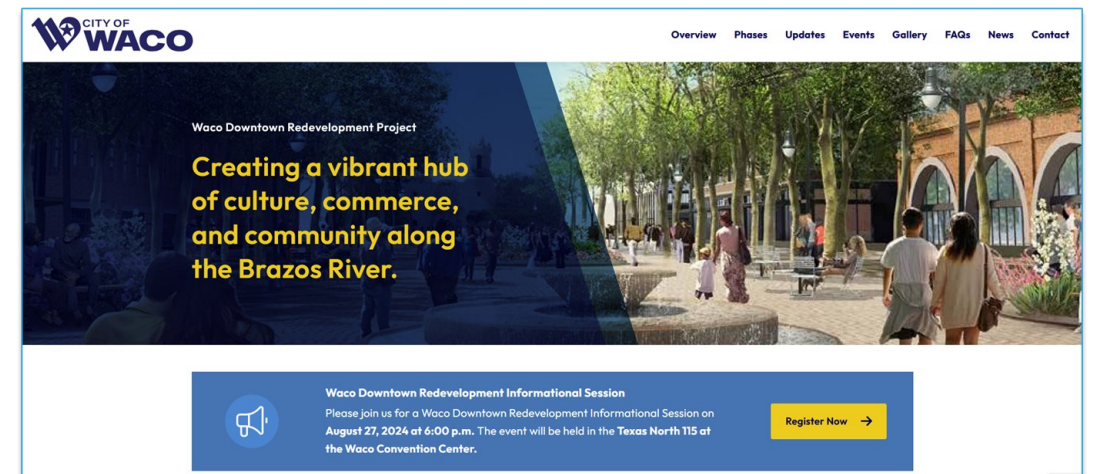 CITY OF
WACO
Overview Phases Updates Events Gallery FAQs News Contact
Waco Downtown Redevelopment Project
Creating a vibrant hub
of culture, commerce,
and community along
the Brazos River.
Waco Downtown Redevelopment Informational Session
Please join us for a Waco Downtown Redevelopment Informational Session on
August 27, 2024 at 6:00 p.m. The event will be held in the Texas North 115 at
the Waco Convention Center.
Register Now